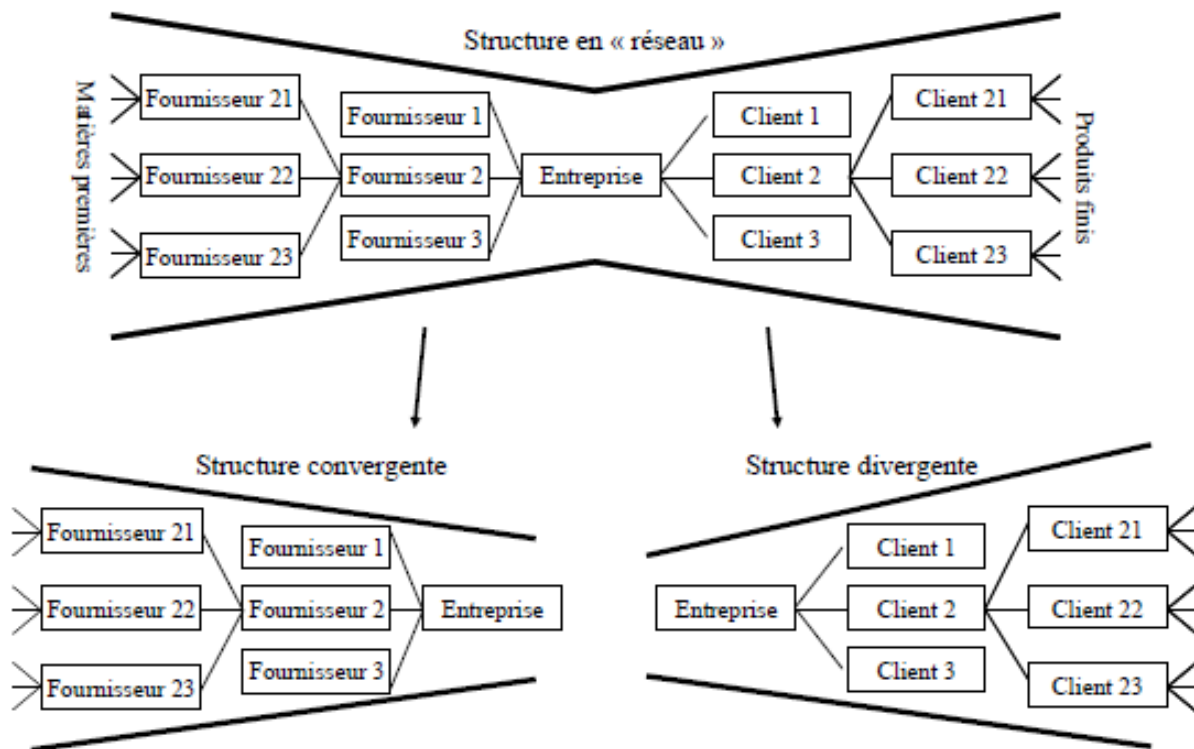 Structure en « réseau »
Matières premières
Fournisseur 21
Fournisseur 22
Fournisseur 23
Fournisseur 1
Fournisseur 2
Fournisseur 3
Entreprise
Client 1
Client 2
Client 3
Client 21
Client 22
Client 23
Produits finis
Structure convergente
Fournisseur 21
Fournisseur 22
Fournisseur 23
Fournisseur 1
Fournisseur 2
Fournisseur 3
Entreprise
Structure divergente
Entreprise
Client 1
Client 2
Client 3
Client 21
Client 22
Client 23